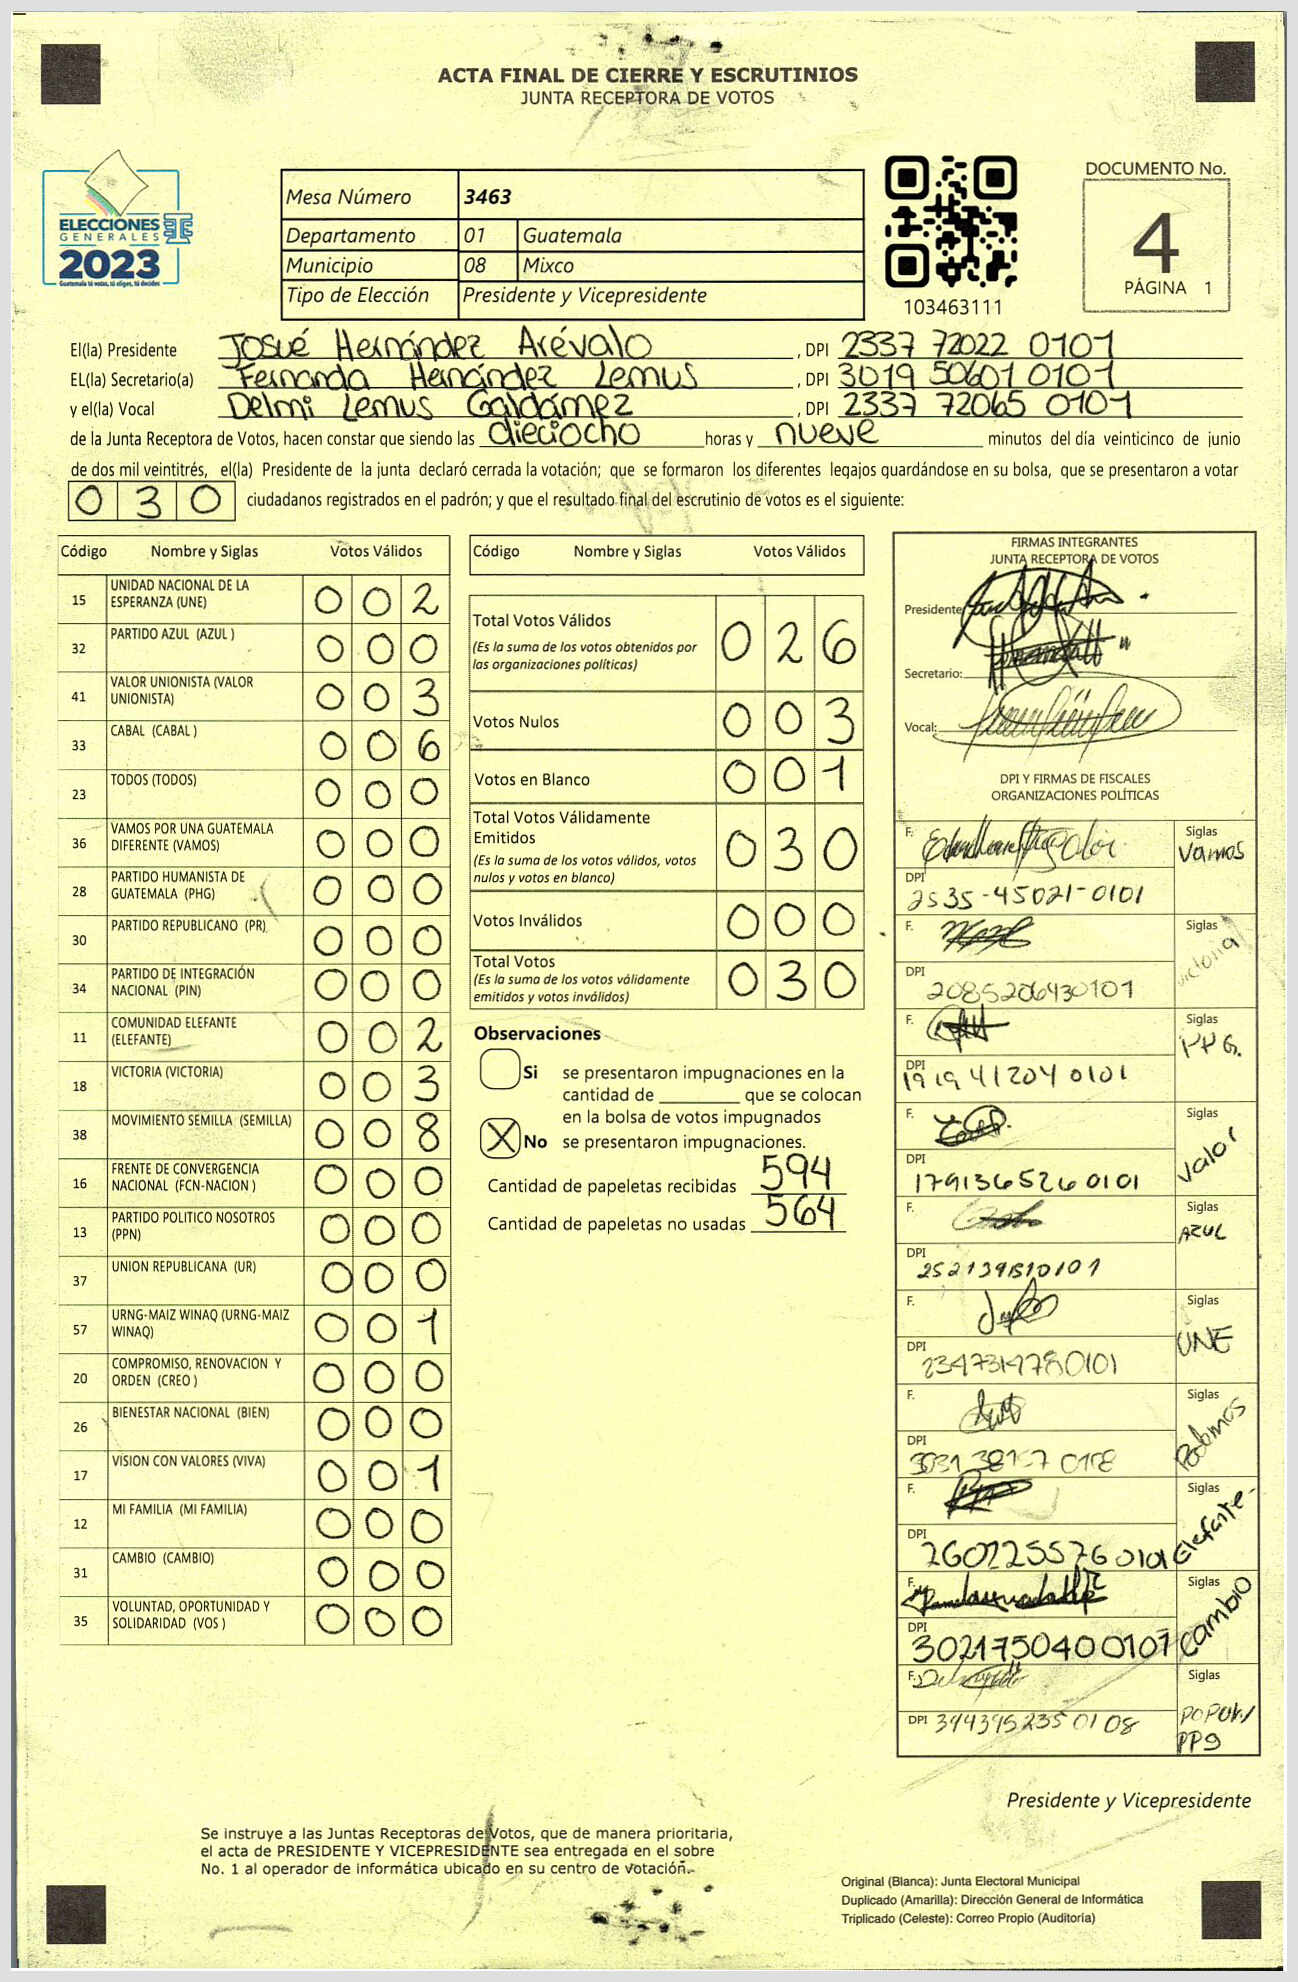 ACTA FINAL DE CIERRE Y ESCRUTINIOS
JUNTA RECEPTORA DE VOTOS
ELECCIONES
GENERALES
2023
Guatemala tú votas, tú eliges, tú decides
Mesa Número 3463
Departamento 01 Guatemala
Municipio 08 Mixco
Tipo de Elección Presidente y Vicepresidente
103463111
DOCUMENTO No.
4
PÁGINA 1
El(la) Presidente Josué Hernández Arévalo , DPI 2337 72022 0101
EL(la) Secretario(a) Fernanda Hernández Lemus , DPI 3019 50601 0101
y el(la) Vocal Delmi Lemus Galdámez , DPI 2337 72065 0101
de la Junta Receptora de Votos, hacen constar que siendo las dieciocho horas y nueve minutos del día veinticinco de junio
de dos mil veintitrés, el(la) Presidente de la junta declaró cerrada la votación; que se formaron los diferentes legajos guardándose en su bolsa, que se presentaron a votar
0 3 0 ciudadanos registrados en el padrón; y que el resultado final del escrutinio de votos es el siguiente:
Código Nombre y Siglas Votos Válidos
15 UNIDAD NACIONAL DE LA ESPERANZA (UNE) 0 0 2
32 PARTIDO AZUL (AZUL ) 0 0 0
41 VALOR UNIONISTA (VALOR UNIONISTA) 0 0 3
33 CABAL (CABAL ) 0 0 6
23 TODOS (TODOS) 0 0 0
36 VAMOS POR UNA GUATEMALA DIFERENTE (VAMOS) 0 0 0
28 PARTIDO HUMANISTA DE GUATEMALA (PHG) 0 0 0
30 PARTIDO REPUBLICANO (PR) 0 0 0
34 PARTIDO DE INTEGRACIÓN NACIONAL (PIN) 0 0 0
11 COMUNIDAD ELEFANTE (ELEFANTE) 0 0 2
18 VICTORIA (VICTORIA) 0 0 3
38 MOVIMIENTO SEMILLA (SEMILLA) 0 0 8
16 FRENTE DE CONVERGENCIA NACIONAL (FCN-NACION ) 0 0 0
13 PARTIDO POLITICO NOSOTROS (PPN) 0 0 0
37 UNION REPUBLICANA (UR) 0 0 0
57 URNG-MAIZ WINAQ (URNG-MAIZ WINAQ) 0 0 1
20 COMPROMISO, RENOVACION Y ORDEN (CREO ) 0 0 0
26 BIENESTAR NACIONAL (BIEN) 0 0 0
17 VISION CON VALORES (VIVA) 0 0 1
12 MI FAMILIA (MI FAMILIA) 0 0 0
31 CAMBIO (CAMBIO) 0 0 0
35 VOLUNTAD, OPORTUNIDAD Y SOLIDARIDAD (VOS ) 0 0 0
Código Nombre y Siglas Votos Válidos
Total Votos Válidos 0 2 6
(Es la suma de los votos obtenidos por
las organizaciones políticas)
Votos Nulos 0 0 3
Votos en Blanco 0 0 1
Total Votos Válidamente
Emitidos 0 3 0
(Es la suma de los votos válidos, votos
nulos y votos en blanco)
Votos Inválidos 0 0 0
Total Votos 0 3 0
(Es la suma de los votos válidamente
emitidos y votos inválidos)
Observaciones
Si se presentaron impugnaciones en la
cantidad de ________ que se colocan
en la bolsa de votos impugnados
X No se presentaron impugnaciones.
Cantidad de papeletas recibidas 594
Cantidad de papeletas no usadas 564
FIRMAS INTEGRANTES
JUNTA RECEPTORA DE VOTOS
Presidente
Secretario:
Vocal:
DPI Y FIRMAS DE FISCALES
ORGANIZACIONES POLÍTICAS
F. Siglas Vamos
DPI 2535-45021-0101
F. Siglas Victoria
DPI 2085206430101
F. Siglas
DPI 1919 41204 0101
F. Siglas Valor
DPI 1791365260101
F. Siglas AZUL
DPI
F. Siglas UNE
DPI
F. Siglas Podemos
DPI
F. Siglas Elefante
DPI 260225576 0101
F. Siglas Cambio
DPI 3021750400107
F. Siglas
DPI
Presidente y Vicepresidente
Se instruye a las Juntas Receptoras de Votos, que de manera prioritaria,
el acta de PRESIDENTE Y VICEPRESIDENTE sea entregada en el sobre
No. 1 al operador de informática ubicado en su centro de votación.
Original (Blanca): Junta Electoral Municipal
Duplicado (Amarilla): Dirección General de Informática
Triplicado (Celeste): Correo Propio (Auditoría)